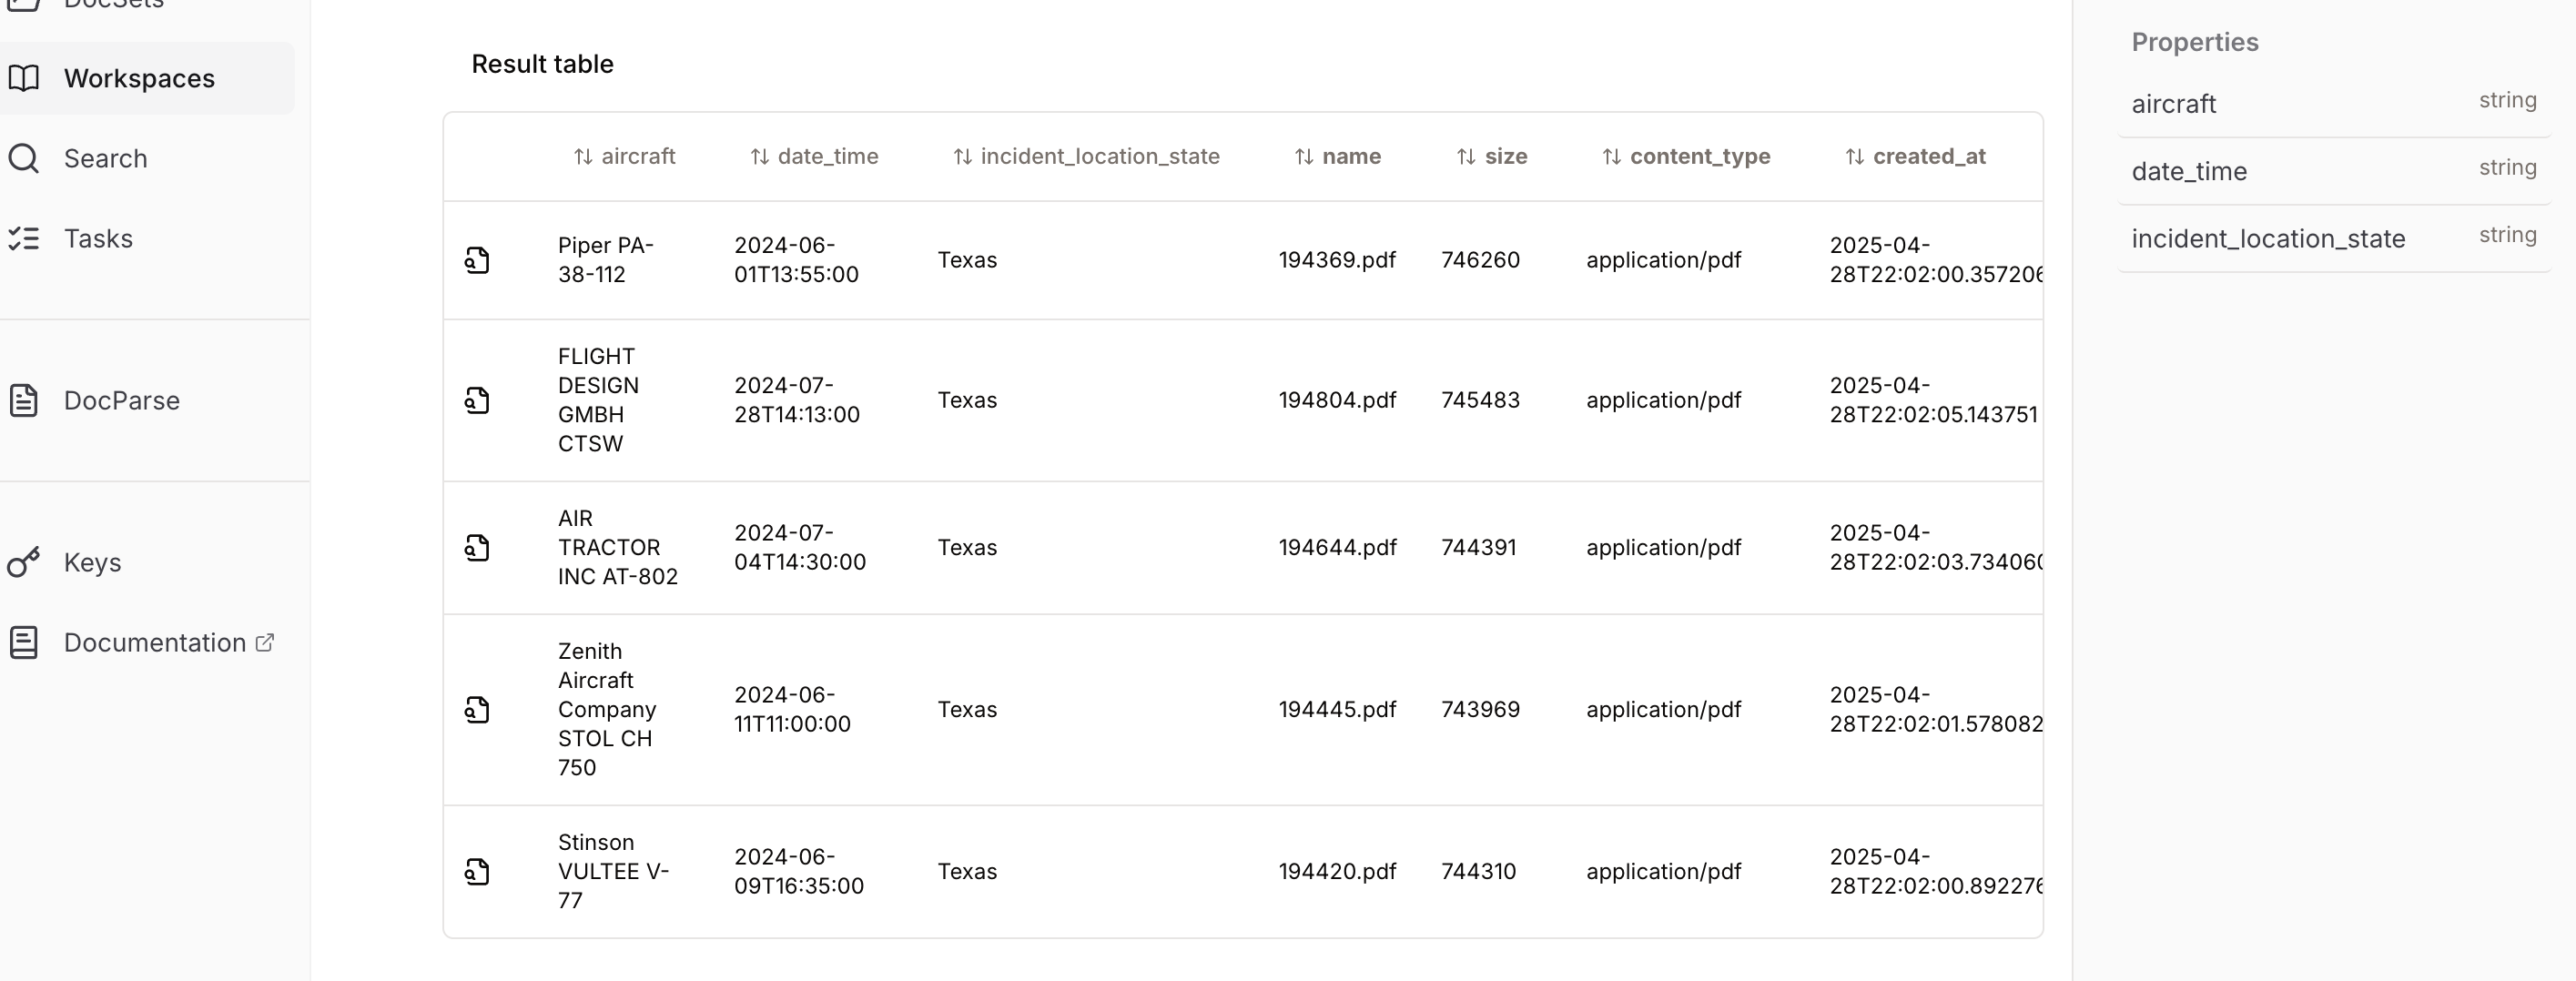 DocSets
Workspaces
Search
Tasks
DocParse
Keys
Documentation
Result table
aircraft date_time incident_location_state name size content_type created_at
Piper PA-
38-112
2024-06-
01T13:55:00
Texas
194369.pdf
746260
application/pdf
2025-04-
28T22:02:00.357206
FLIGHT
DESIGN
GMBH
CTSW
2024-07-
28T14:13:00
Texas
194804.pdf
745483
application/pdf
2025-04-
28T22:02:05.143751
AIR
TRACTOR
INC AT-802
2024-07-
04T14:30:00
Texas
194644.pdf
744391
application/pdf
2025-04-
28T22:02:03.734060
Zenith
Aircraft
Company
STOL CH
750
2024-06-
11T11:00:00
Texas
194445.pdf
743969
application/pdf
2025-04-
28T22:02:01.578082
Stinson
VULTEE V-
77
2024-06-
09T16:35:00
Texas
194420.pdf
744310
application/pdf
2025-04-
28T22:02:00.892276
Properties
aircraft string
date_time string
incident_location_state string